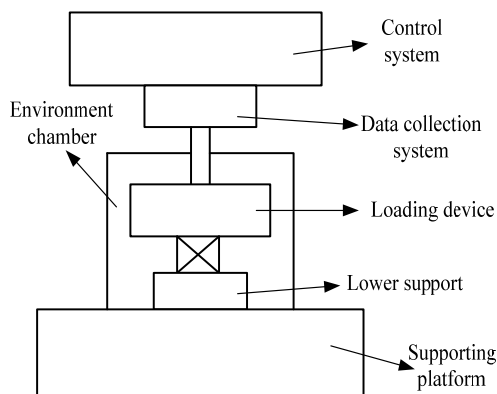 Control
system
Environment
chamber
Data collection
system
Loading device
Lower support
Supporting
platform